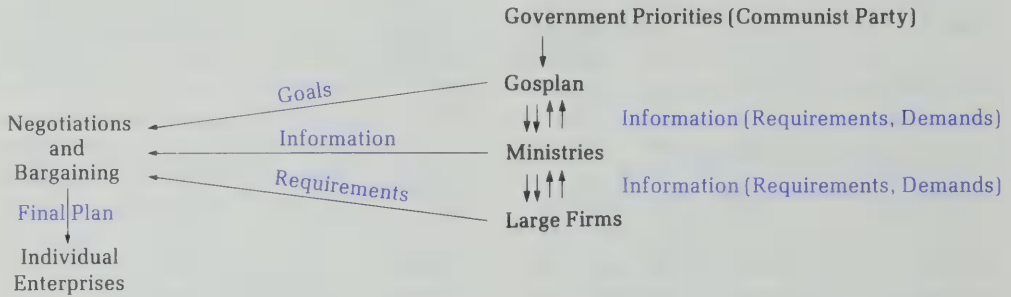 Government Priorities (Communist Party)
Gosplan
Goals
Information (Requirements, Demands)
Negotiations
and
Bargaining
Information
Ministries
Requirements
Information (Requirements, Demands)
Final Plan
Large Firms
Individual
Enterprises